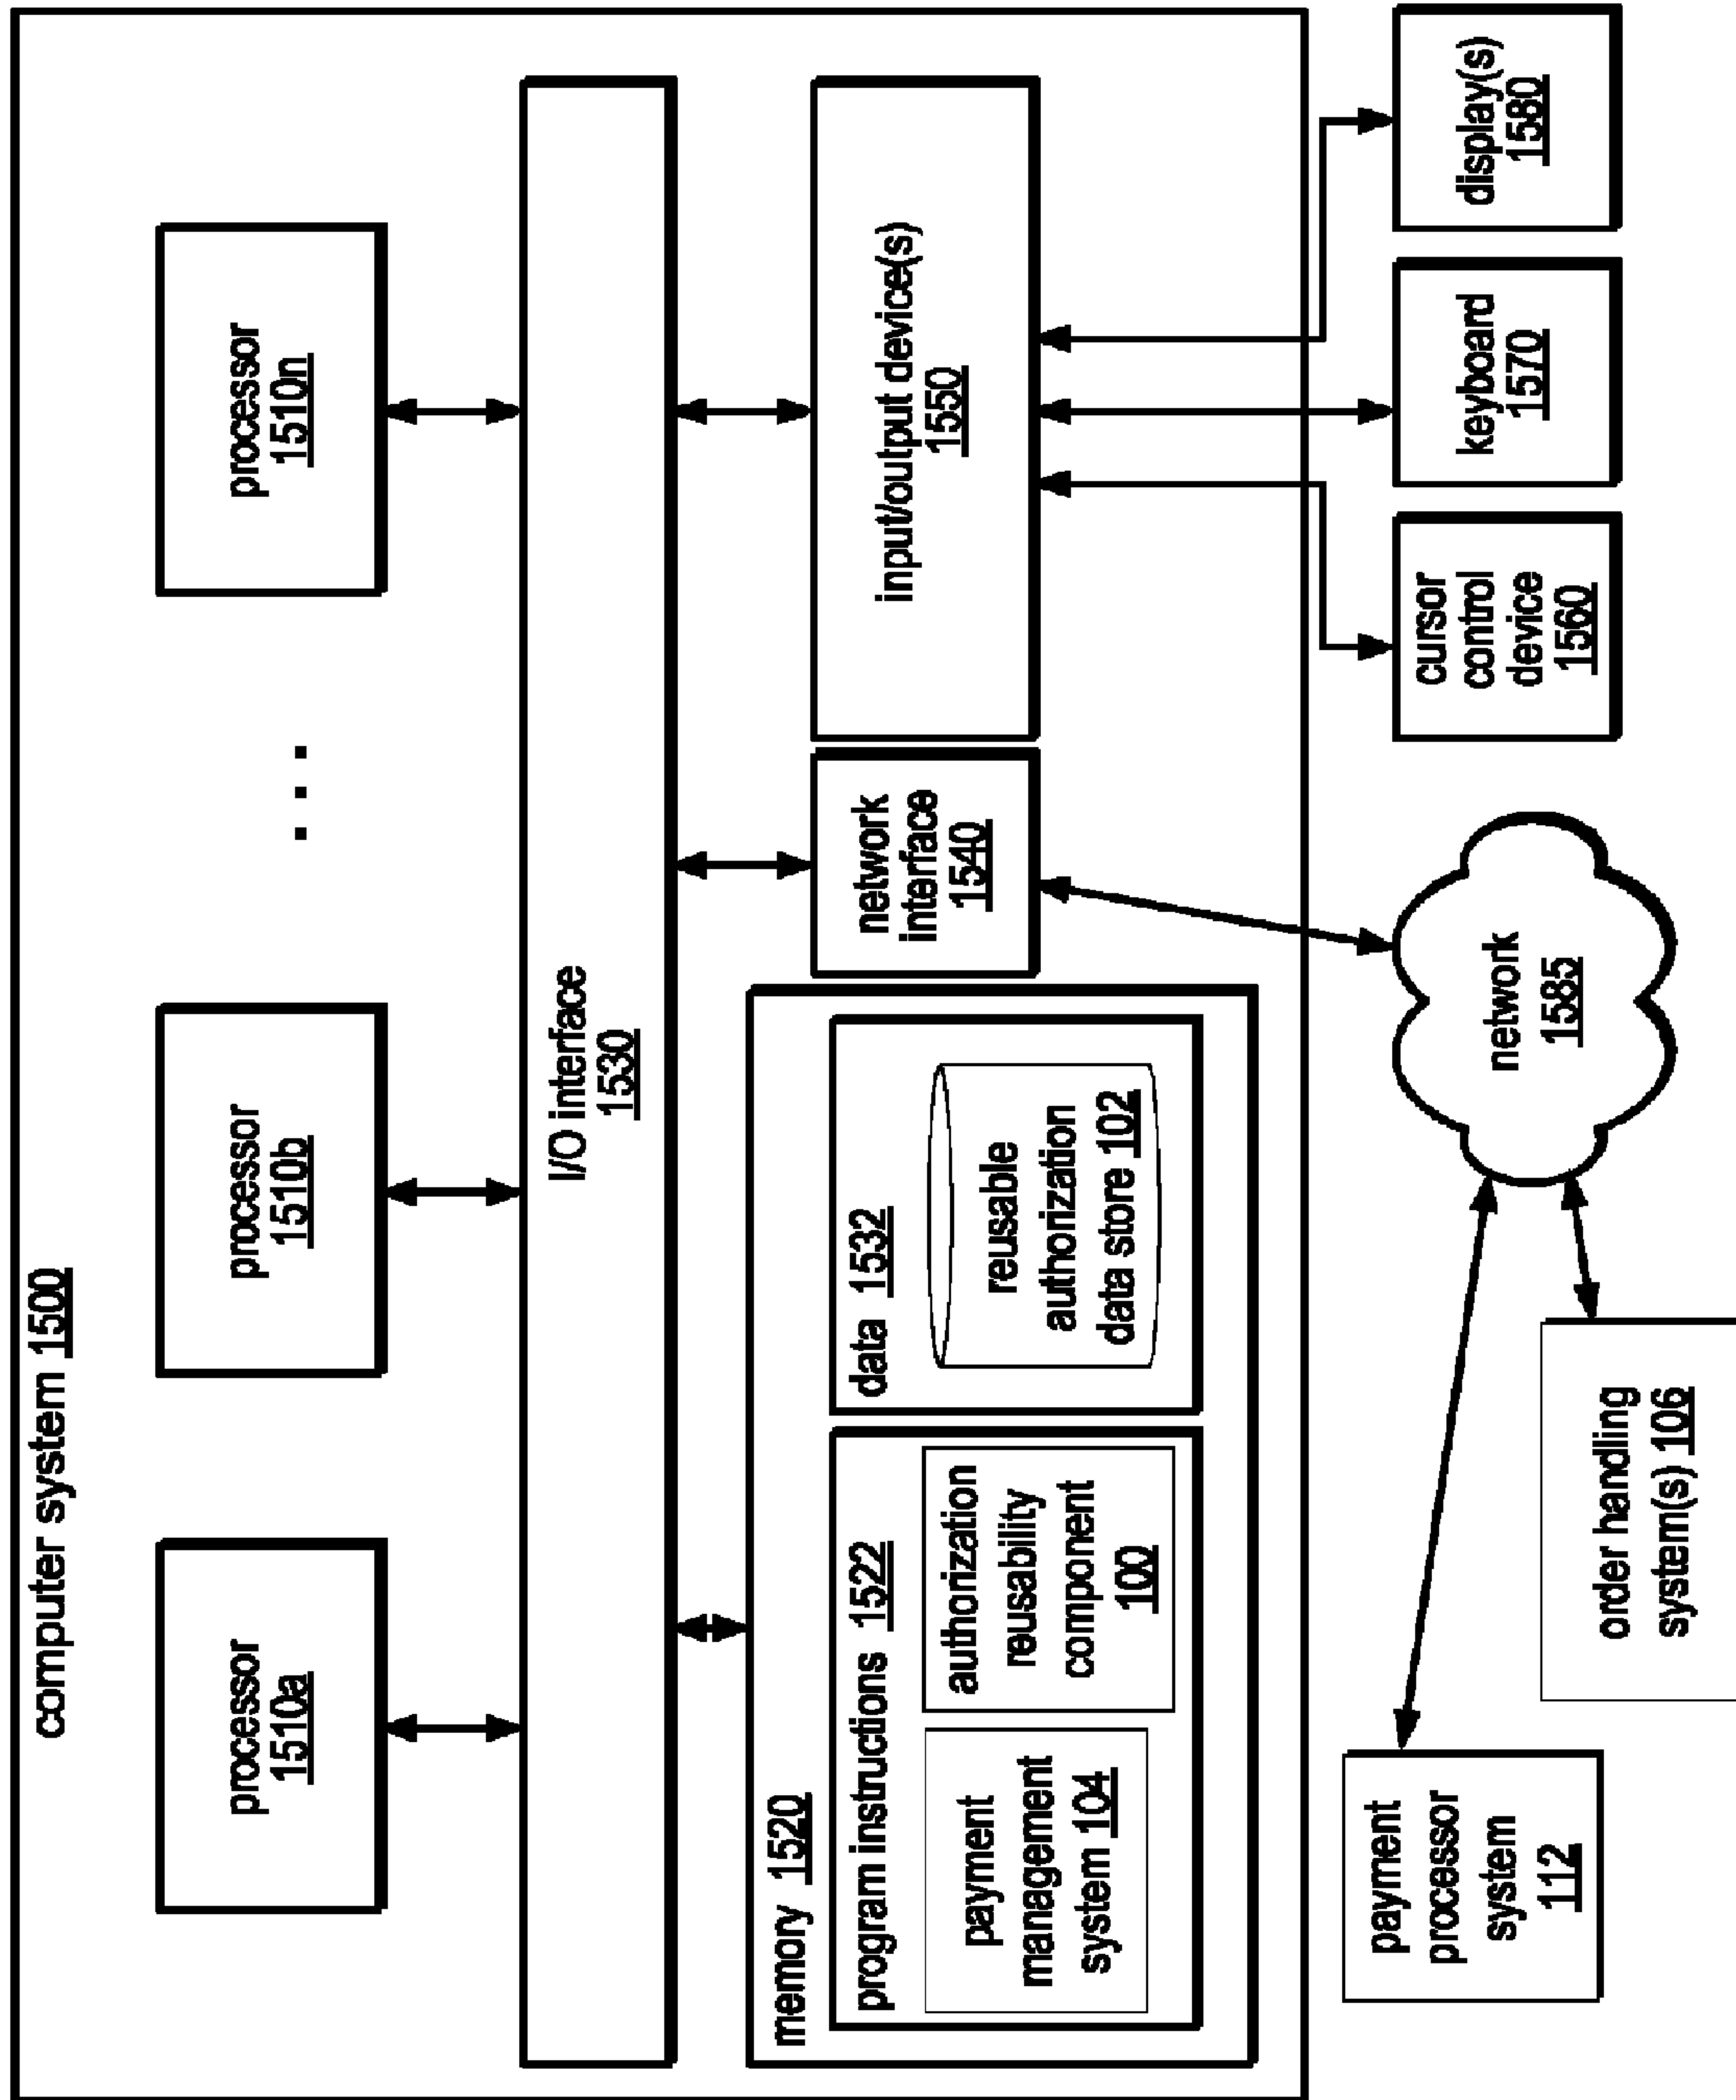 computer system 1500
processor
1510a
processor
1510b
. . .
processor
1510n
I/O interface
1530
memory 1520
program instructions 1522
payment
management
system 104
authorization
reusability
component
100
data 1532
reusable
authorization
data store 102
network
interface
1540
input/output device(s)
1550
payment
processor
system
112
order handling
system(s) 106
network
1585
cursor
control
device
1560
keyboard
1570
display(s)
1580